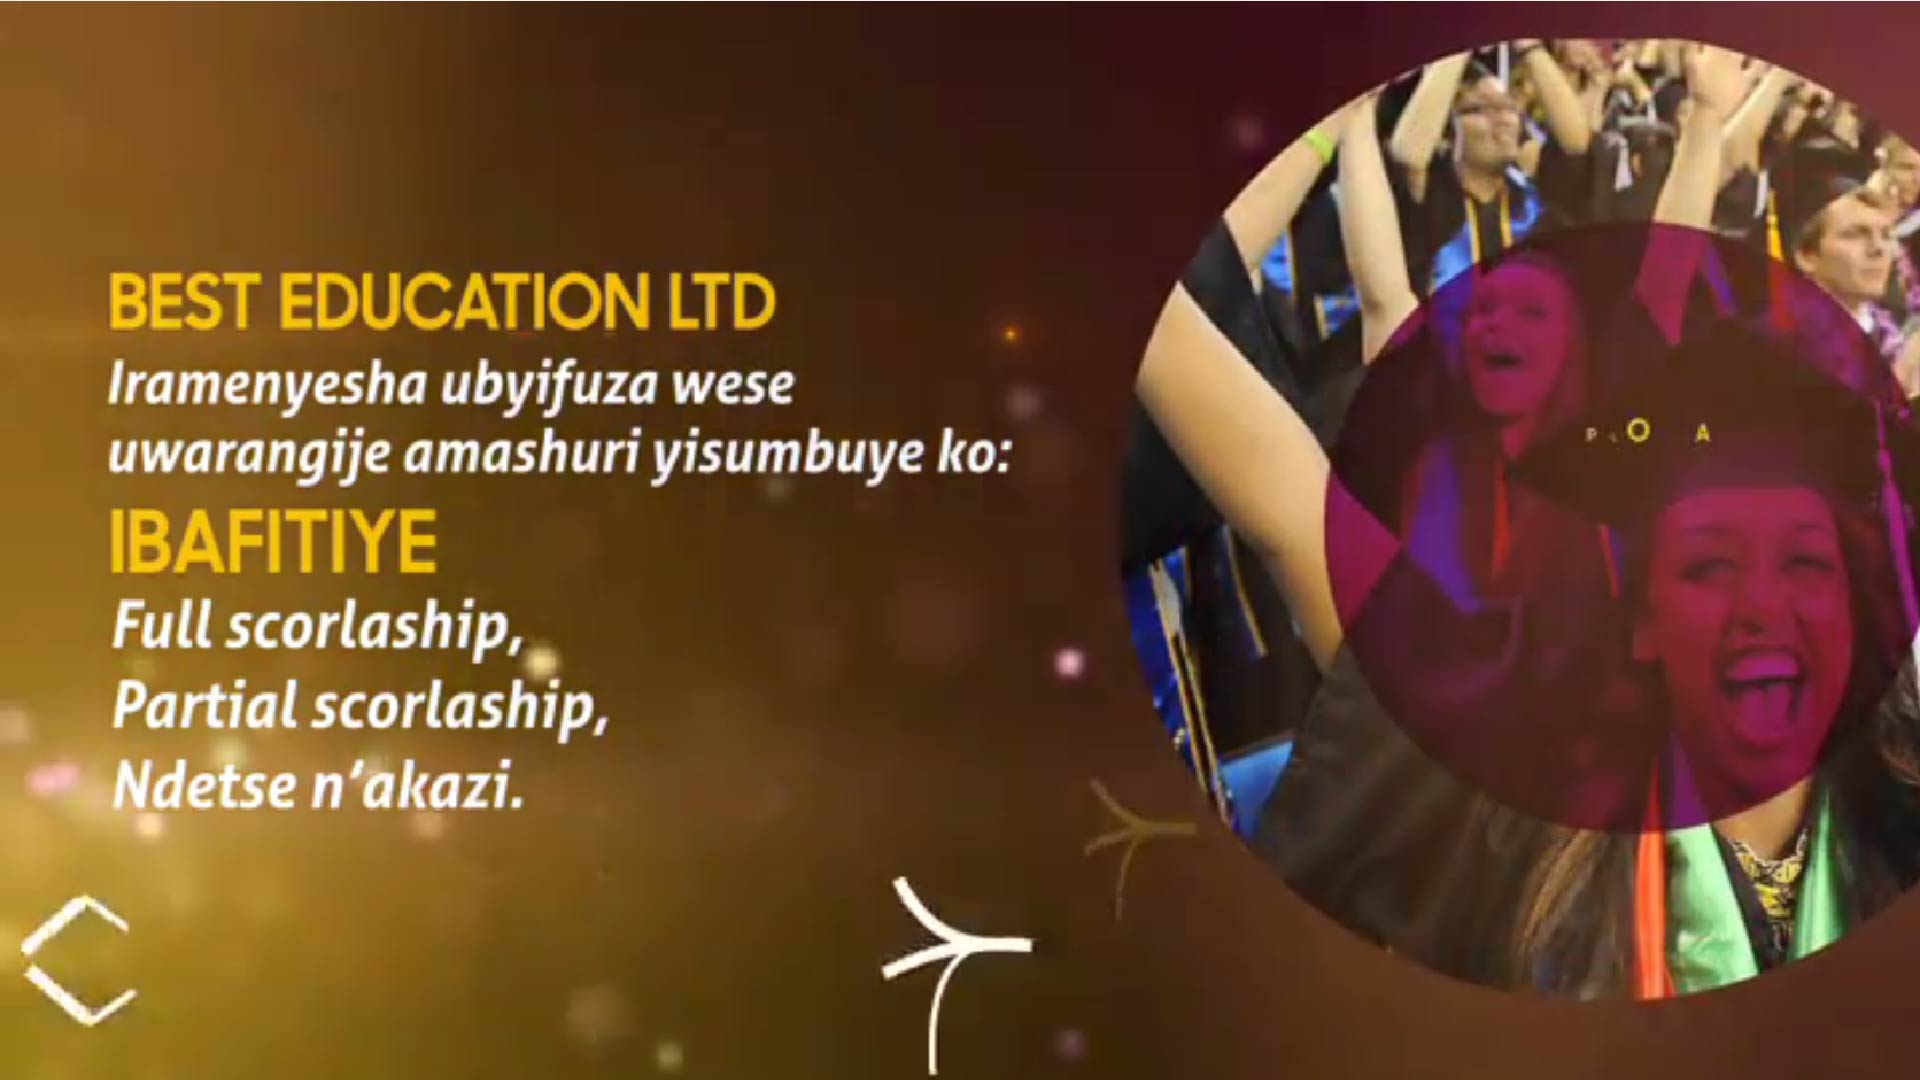 BEST EDUCATION LTD
Iramenyesha ubyifuza wese
uwarangije amashuri yisumbuye ko:
IBAFITIYE
Full scorlaship,
Partial scorlaship,
Ndetse n'akazi.
P O A